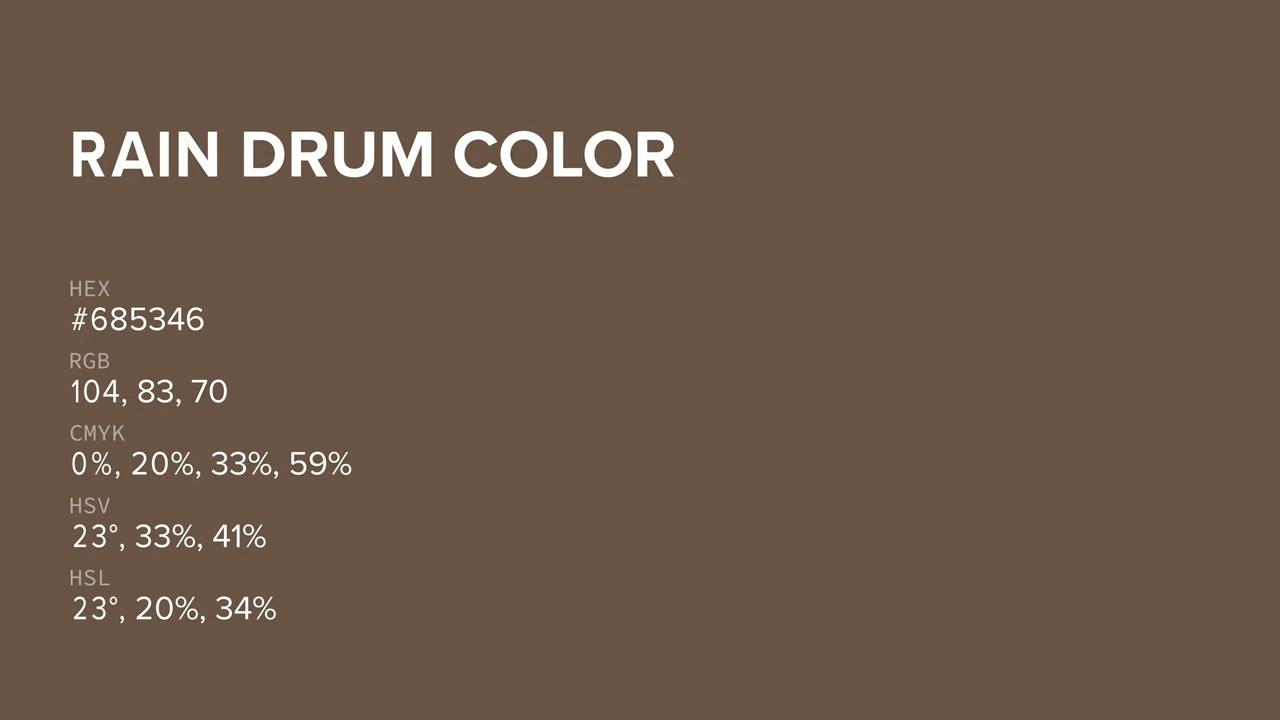 RAIN DRUM COLOR
HEX
#685346
RGB
104, 83, 70
CMYK
0%, 20%, 33%, 59%
HSV
23°, 33%, 41%
HSL
23°, 20%, 34%